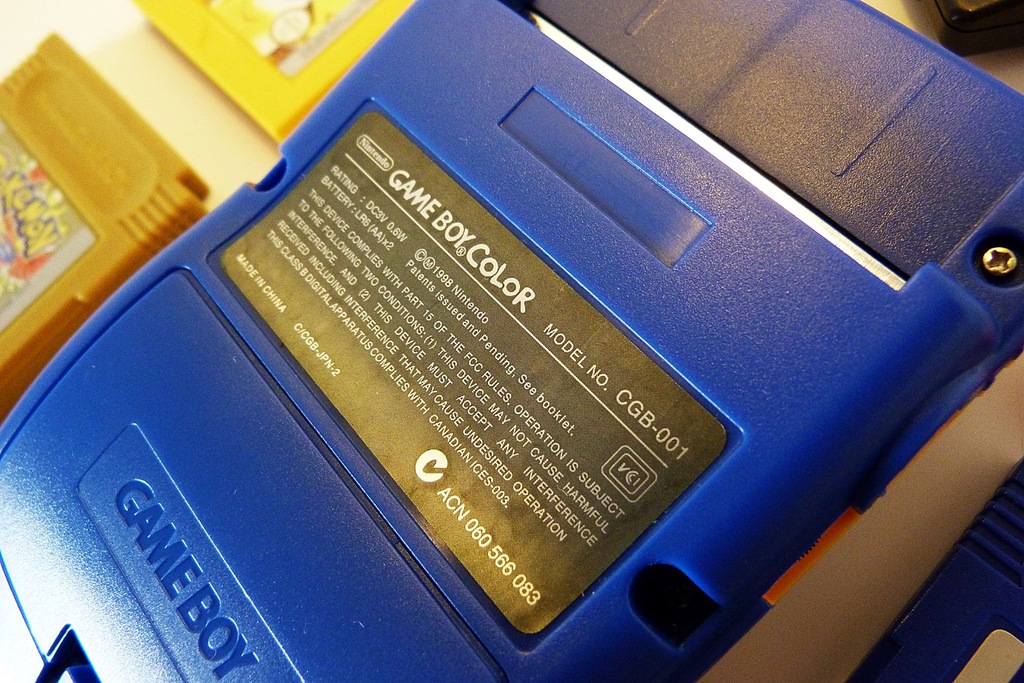 Nintendo
GAME BOY® COLOR MODEL NO. CGB-001
RATING : DC3V 0.6W
BATTERY : LR6 (AA)x2
©Ⓜ1998 Nintendo
Patents Issued and Pending. See booklet.
THIS DEVICE COMPLIES WITH PART 15 OF THE FCC RULES, OPERATION IS SUBJECT
TO THE FOLLOWING TWO CONDITIONS:(1) THIS DEVICE MAY NOT CAUSE HARMFUL
INTERFERENCE, AND (2) THIS DEVICE MUST ACCEPT ANY INTERFERENCE
RECEIVED INCLUDING INTERFERENCE THAT MAY CAUSE UNDESIRED OPERATION
THIS CLASS B DIGITAL APPARATUS COMPLIES WITH CANADIAN ICES-003.
MADE IN CHINA C/CGB-JPN-2
ACN 060 566 083
VCI
GAME BOY
Pokémon